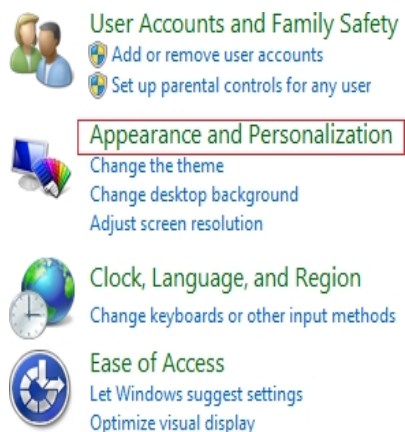 User Accounts and Family Safety
Add or remove user accounts
Set up parental controls for any user
Appearance and Personalization
Change the theme
Change desktop background
Adjust screen resolution
Clock, Language, and Region
Change keyboards or other input methods
Ease of Access
Let Windows suggest settings
Optimize visual display